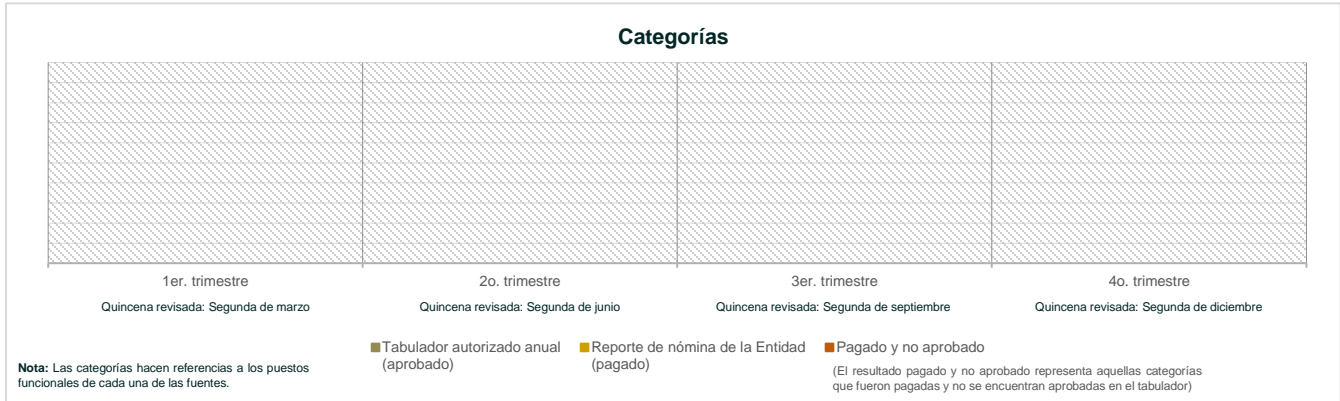 Categorías
1er. trimestre
2o. trimestre
3er. trimestre
4o. trimestre
Quincena revisada: Segunda de marzo
Quincena revisada: Segunda de junio
Quincena revisada: Segunda de septiembre
Quincena revisada: Segunda de diciembre
Tabulador autorizado anual
(aprobado)
Reporte de nómina de la Entidad
(pagado)
Pagado y no aprobado
(El resultado pagado y no aprobado representa aquellas categorías
que fueron pagadas y no se encuentran aprobadas en el tabulador)
Nota: Las categorías hacen referencias a los puestos
funcionales de cada una de las fuentes.